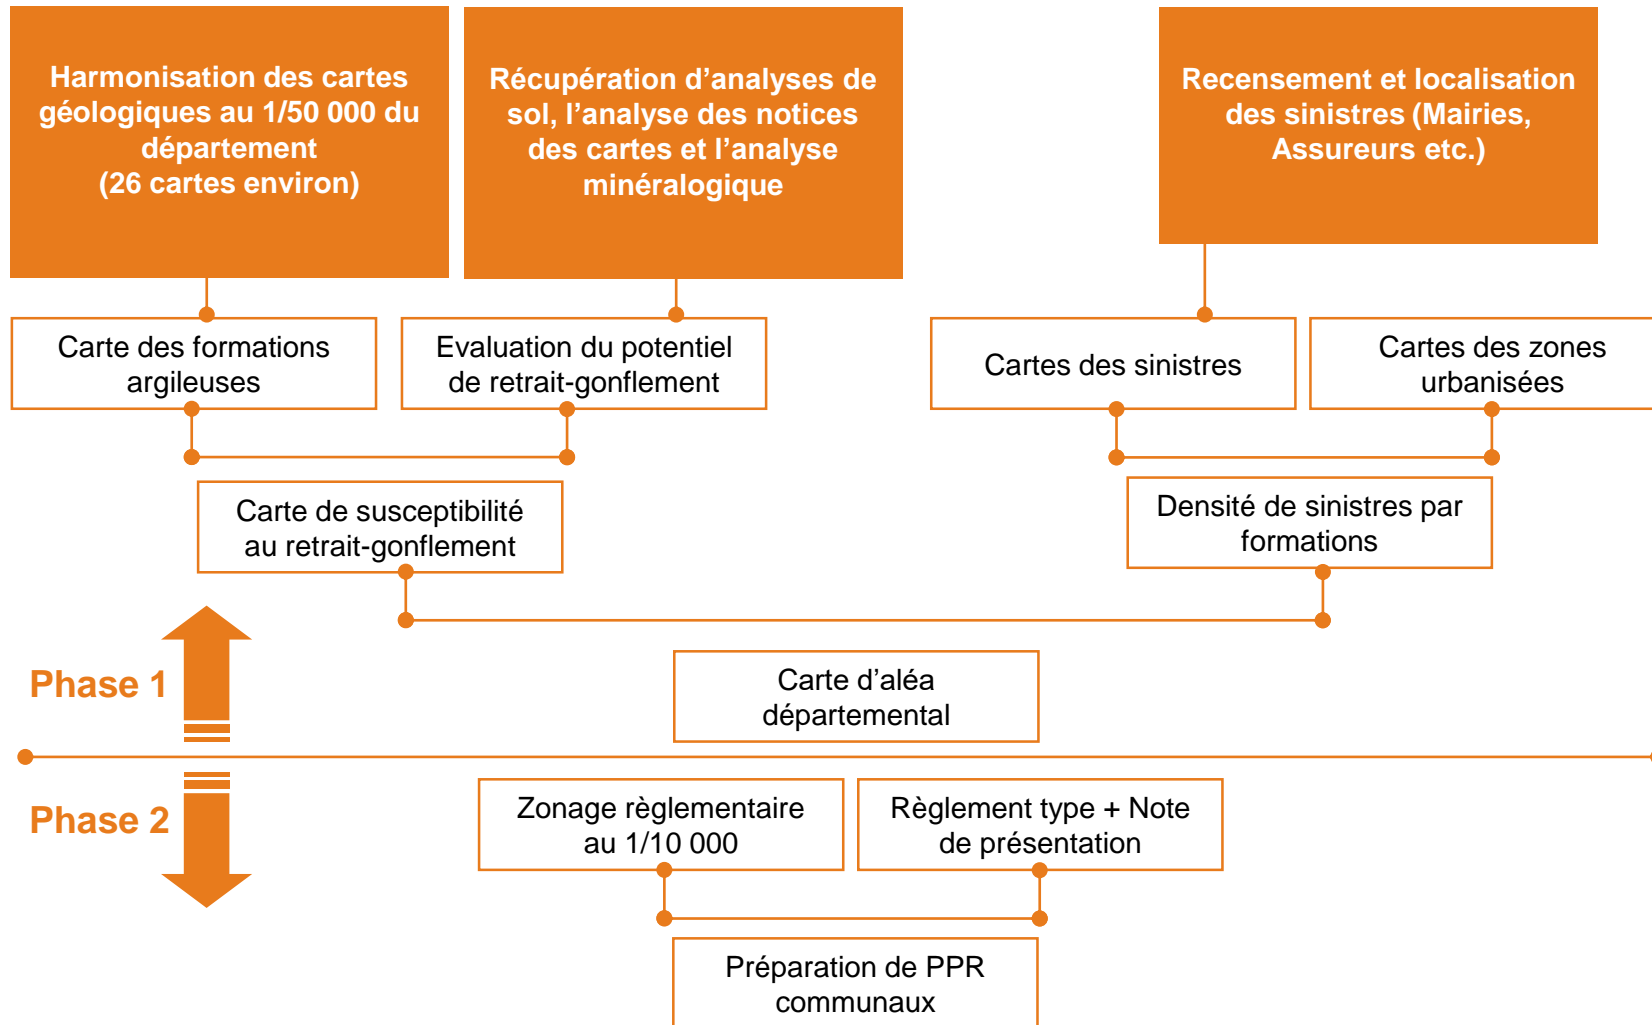 Harmonisation des cartes
géologiques au 1/50 000 du
département
(26 cartes environ)
Récupération d’analyses de
sol, l’analyse des notices
des cartes et l’analyse
minéralogique
Recensement et localisation
des sinistres (Mairies,
Assureurs etc.)
Carte des formations
argileuses
Evaluation du potentiel
de retrait-gonflement
Cartes des sinistres
Cartes des zones
urbanisées
Carte de susceptibilité
au retrait-gonflement
Densité de sinistres par
formations
Phase 1
Carte d’aléa
départemental
Phase 2
Zonage règlementaire
au 1/10 000
Règlement type + Note
de présentation
Préparation de PPR
communaux